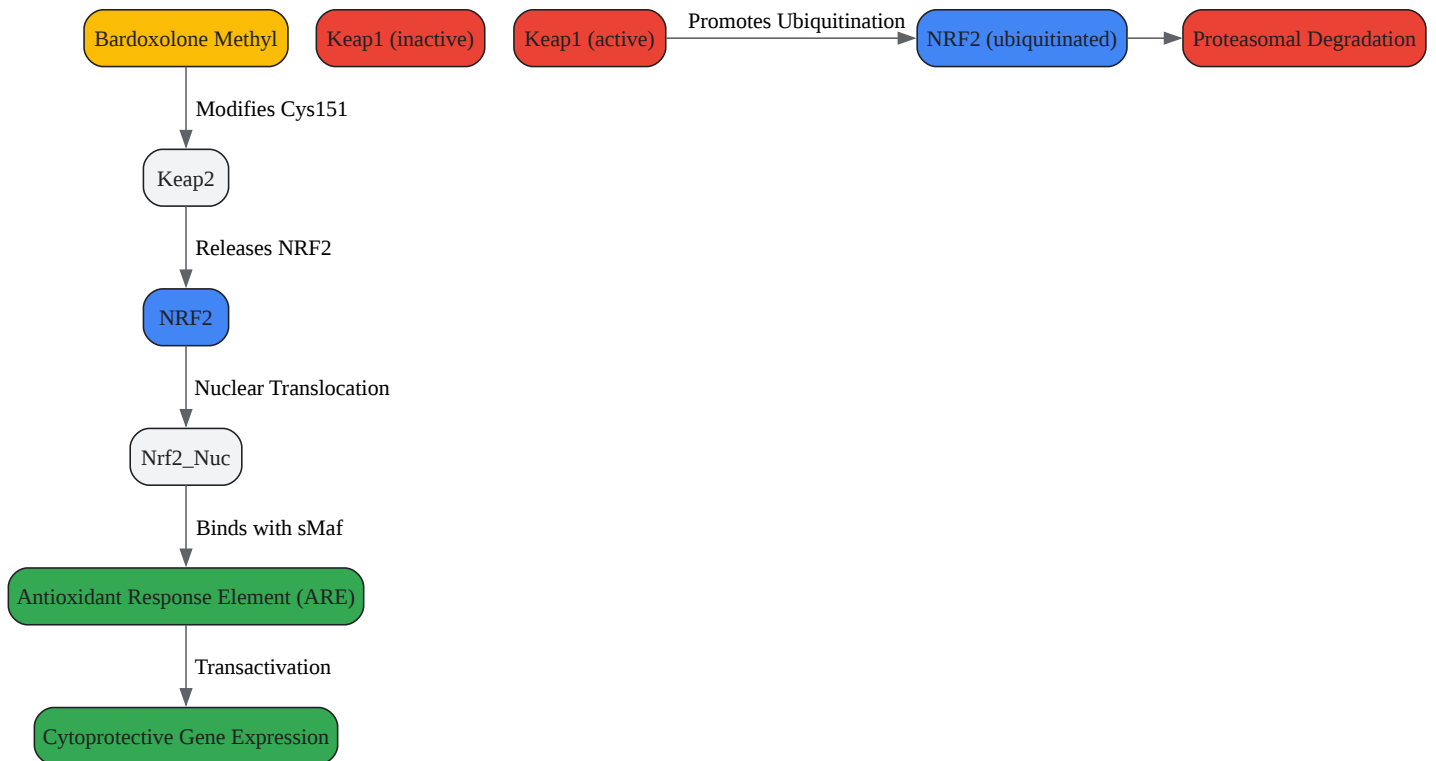 Bardoxolone Methyl
Keap1 (inactive)
Keap1 (active)
Promotes Ubiquitination
NRF2 (ubiquitinated)
Proteasomal Degradation
Modifies Cys151
Keap2
Releases NRF2
NRF2
Nuclear Translocation
Nrf2_Nuc
Binds with sMaf
Antioxidant Response Element (ARE)
Transactivation
Cytoprotective Gene Expression